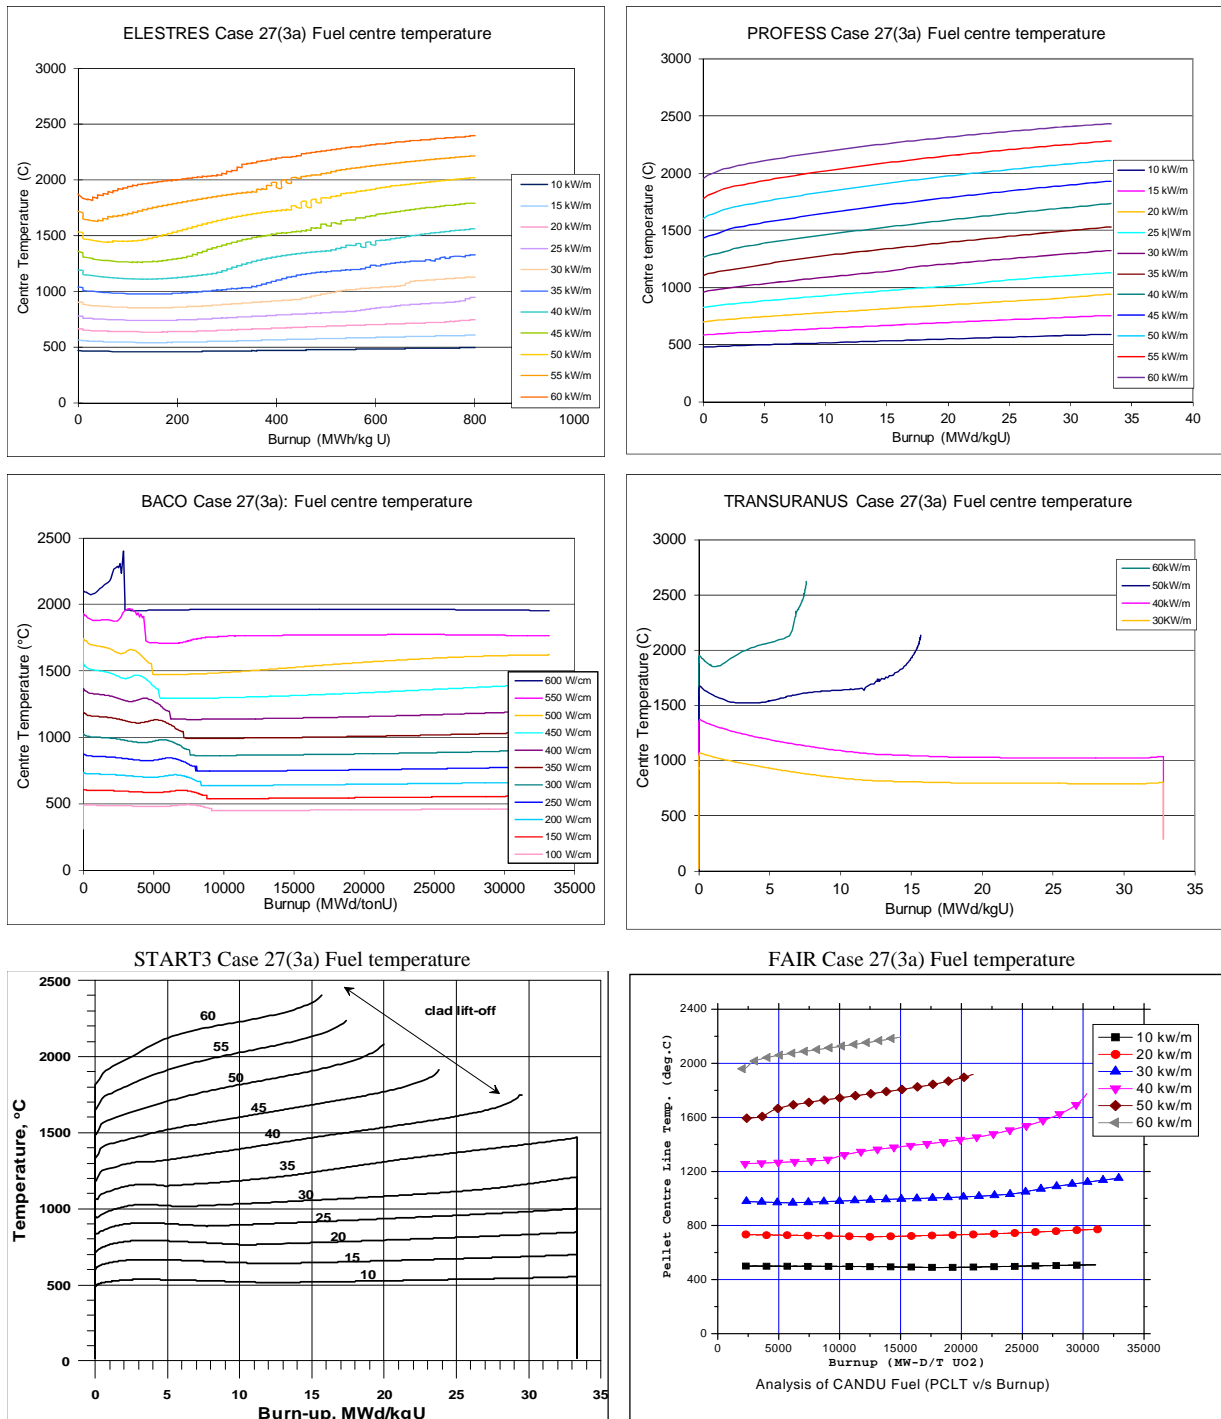 ELESTRES Case 27(3a) Fuel centre temperature
3000
2500
2000
1500
1000
500
0
Centre Temperature (C)
0 200 400 600 800 1000
Burnup (MWh/kg U)
10 kW/m
15 kW/m
20 kW/m
25 kW/m
30 kW/m
35 kW/m
40 kW/m
45 kW/m
50 kW/m
55 kW/m
60 kW/m
PROFESS Case 27(3a) Fuel centre temperature
3000
2500
2000
1500
1000
500
0
Centre temperature (C)
0 5 10 15 20 25 30 35 40
Burnup (MWd/kgU)
10 kW/m
15 kW/m
20 kW/m
25 k|W/m
30 kW/m
35 kW/m
40 kW/m
45 kW/m
50 kW/m
55 kW/m
60 kW/m
BACO Case 27(3a): Fuel centre temperature
2500
2000
1500
1000
500
0
Centre Temperature (°C)
0 5000 10000 15000 20000 25000 30000 35000
Burnup (MWd/tonU)
600 W/cm
550 W/cm
500 W/cm
450 W/cm
400 W/cm
350 W/cm
300 W/cm
250 W/cm
200 W/cm
150 W/cm
100 W/cm
TRANSURANUS Case 27(3a) Fuel centre temperature
3000
2500
2000
1500
1000
500
0
Centre Temperature (C)
0 5 10 15 20 25 30 35
Burnup (MWd/kgU)
60kW/m
50kW/m
40kW/m
30KW/m
START3 Case 27(3a) Fuel temperature
2500
2000
1500
1000
500
0
Temperature, °C
60
55
50
45
40
35
30
25
20
15
10
clad lift-off
0 5 10 15 20 25 30 35
Burn-up, MWd/kgU
FAIR Case 27(3a) Fuel temperature
2400
2000
1600
1200
800
400
0
Pellet Centre Line Temp. (deg.C)
0 5000 10000 15000 20000 25000 30000 35000
Burnup (MW-D/T UO2)
10 kw/m
20 kw/m
30 kw/m
40 kw/m
50 kw/m
60 kw/m
Analysis of CANDU Fuel (PCLT v/s Burnup)